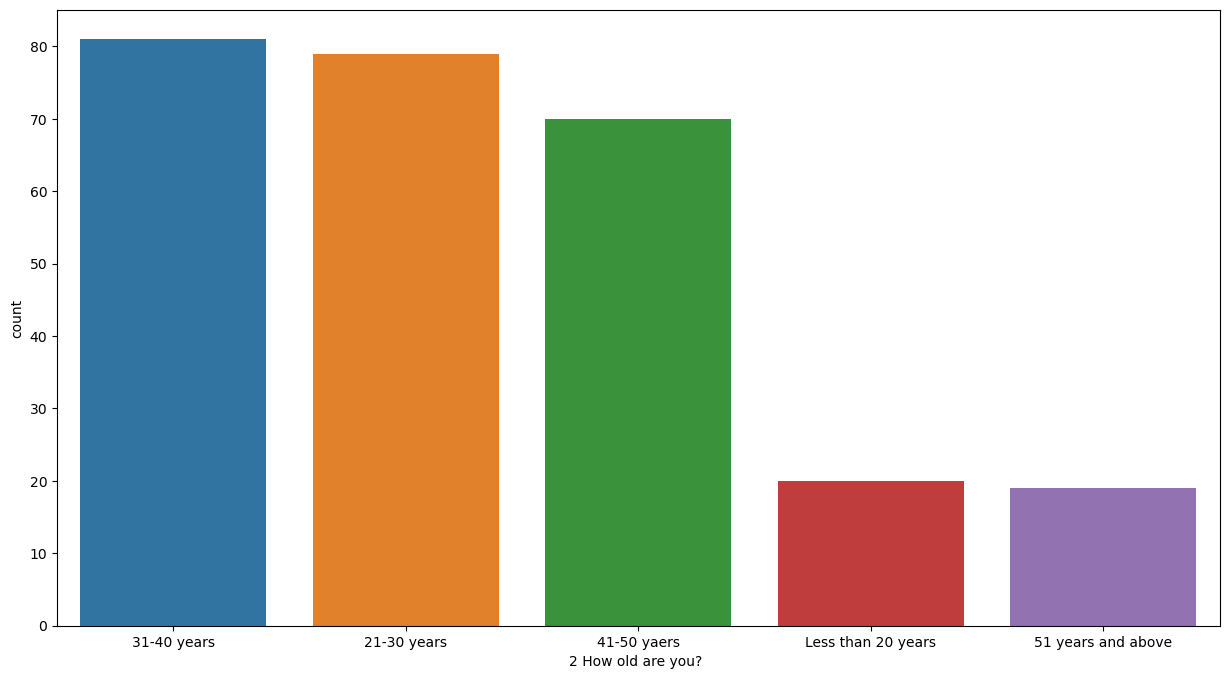 80
70
60
50
40
30
20
10
0
count
31-40 years
21-30 years
41-50 yaers
Less than 20 years
51 years and above
2 How old are you?